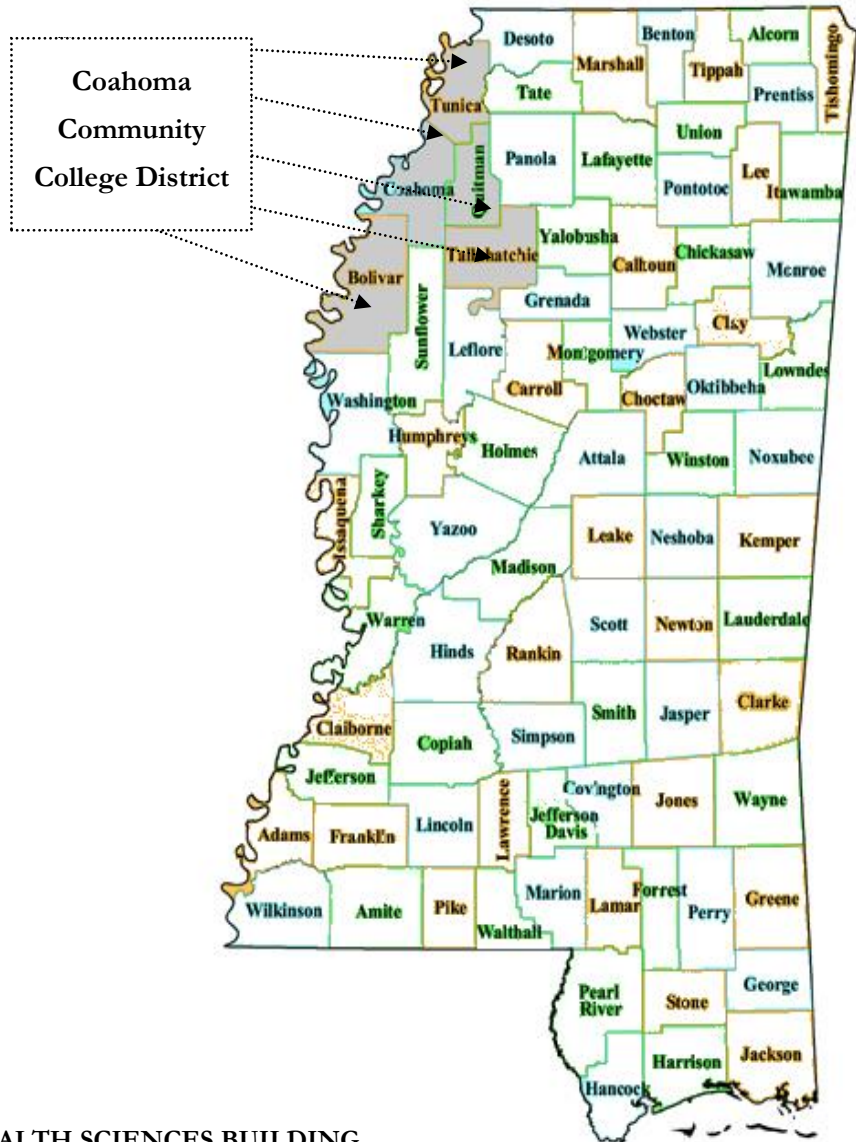 Coahoma
Community
College District
Desoto
Benton
Alcorn
Tishomingo
Marshall
Tippah
Prentiss
Tate
Tunica
Union
Panola
Lafayette
Lee
Pontotoc
Itawamba
Coahoma
Quitman
Yalobusha
Tallahatchie
Calhoun
Chickasaw
Monroe
Bolivar
Grenada
Sunflower
Leflore
Webster
Clay
Montgomery
Lowndes
Carroll
Choctaw
Oktibbeha
Washington
Humphreys
Holmes
Attala
Winston
Noxubee
Issaquena
Sharkey
Yazoo
Leake
Neshoba
Kemper
Madison
Warren
Hinds
Rankin
Scott
Newton
Lauderdale
Claiborne
Copiah
Simpson
Smith
Jasper
Clarke
Jefferson
Covington
Jones
Wayne
Lawrence
Jefferson
Davis
Adams
Franklin
Lincoln
Wilkinson
Amite
Pike
Walthall
Marion
Lamar
Forrest
Perry
Greene
Pearl
River
Stone
George
Hancock
Harrison
Jackson
ALTH SCIENCES BUILDING